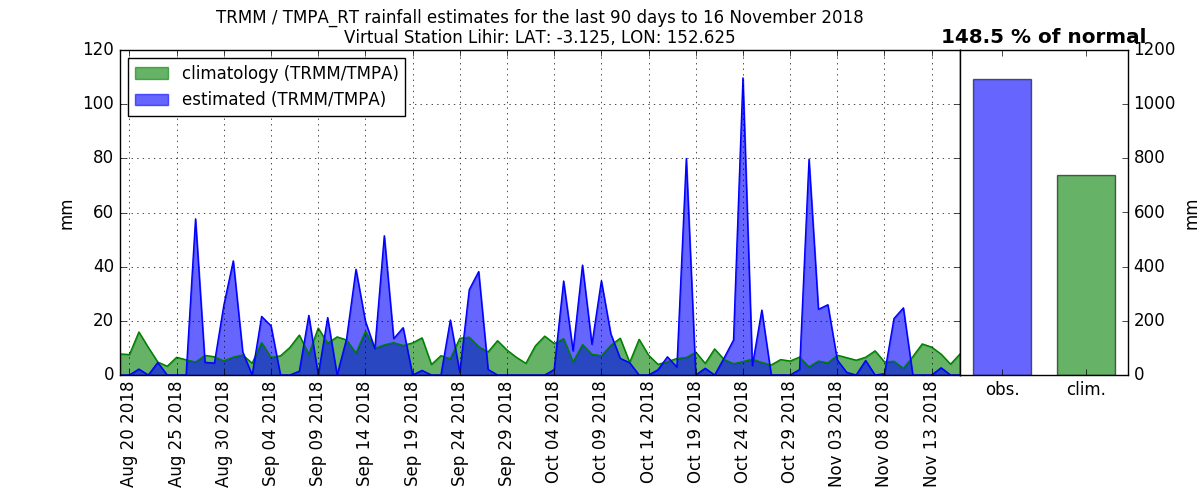 TRMM / TMPA_RT rainfall estimates for the last 90 days to 16 November 2018
Virtual Station Lihir: LAT: -3.125, LON: 152.625
148.5 % of normal
climatology (TRMM/TMPA)
estimated (TRMM/TMPA)
120
100
80
60
40
20
0
mm
1200
1000
800
600
400
200
0
mm
Aug 20 2018
Aug 25 2018
Aug 30 2018
Sep 04 2018
Sep 09 2018
Sep 14 2018
Sep 19 2018
Sep 24 2018
Sep 29 2018
Oct 04 2018
Oct 09 2018
Oct 14 2018
Oct 19 2018
Oct 24 2018
Oct 29 2018
Nov 03 2018
Nov 08 2018
Nov 13 2018
obs.
clim.